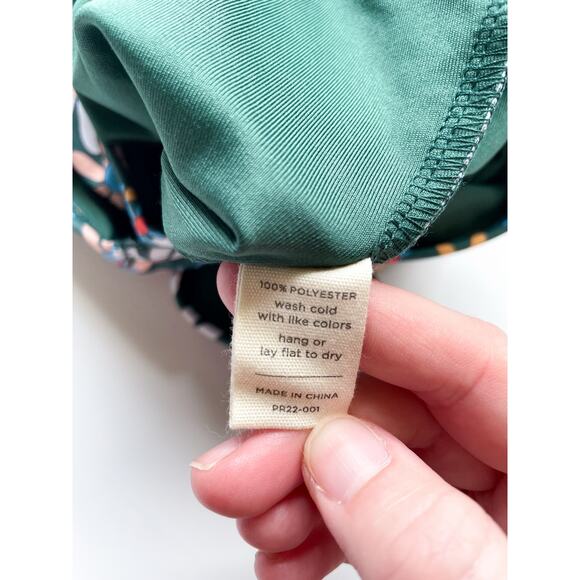 100% POLYESTER
wash cold
with like colors
hang or
lay flat to dry
MADE IN CHINA
PR22-001